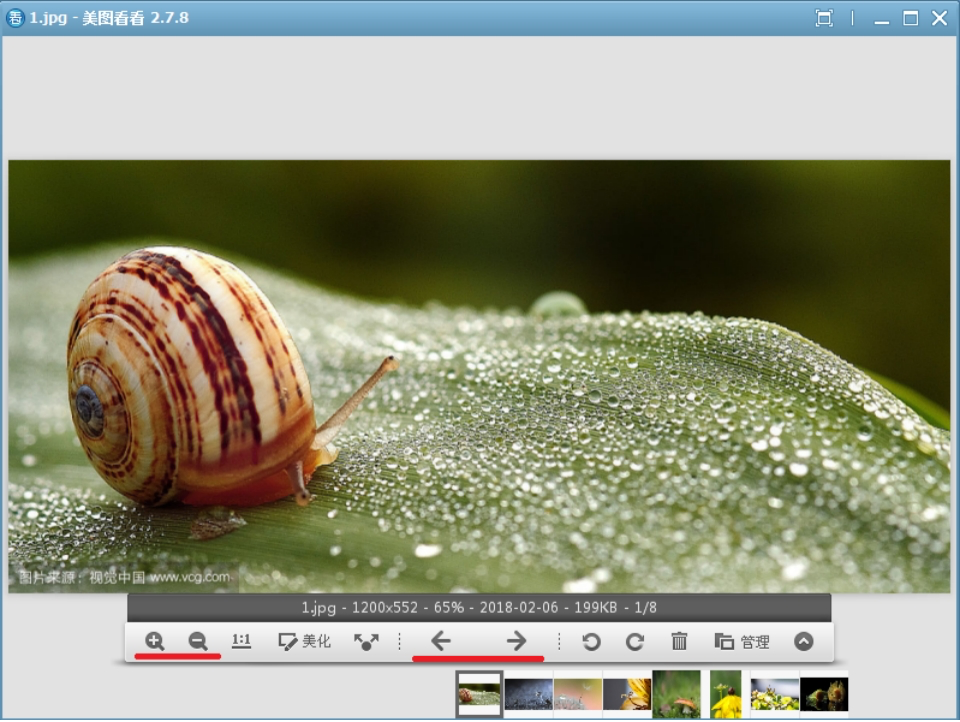 看 1.jpg - 美图看看 2.7.8
图片来源：视觉中国 www.vcg.com
1.jpg - 1200x552 - 65% - 2018-02-06 - 199KB - 1/8
1:1 美化 管理